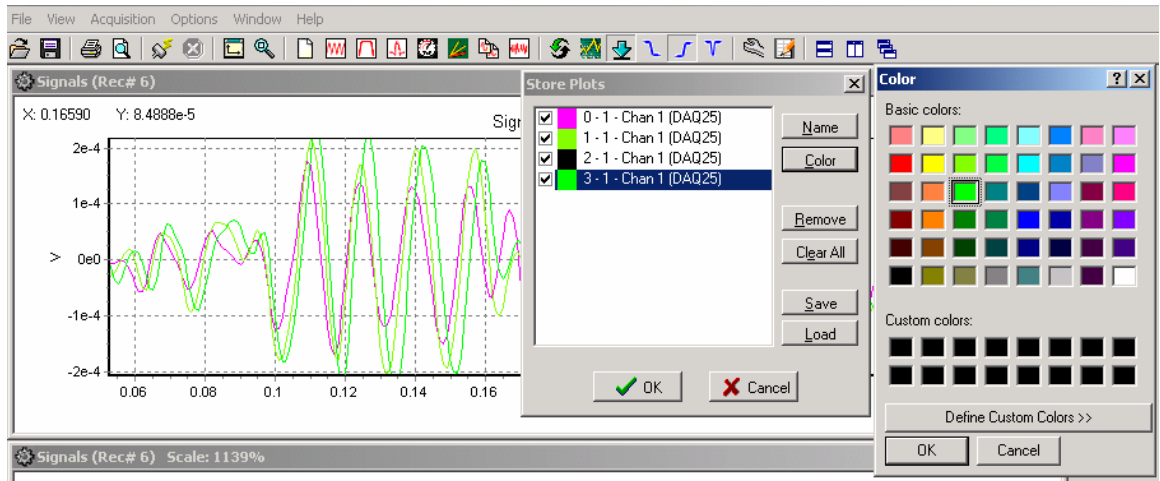 File View Acquisition Options Window Help
Signals (Rec# 6)
X: 0.16590 Y: 8.4888e-5
Sigr
2e-4
1e-4
V
0e0
-1e-4
-2e-4
0.06 0.08 0.1 0.12 0.14 0.16
Signals (Rec# 6) Scale: 1139%
Store Plots
0 - 1 - Chan 1 (DAQ25)
1 - 1 - Chan 1 (DAQ25)
2 - 1 - Chan 1 (DAQ25)
3 - 1 - Chan 1 (DAQ25)
Name
Color
Remove
Clear All
Save
Load
OK
Cancel
Color
Basic colors:
Custom colors:
Define Custom Colors >>
OK
Cancel